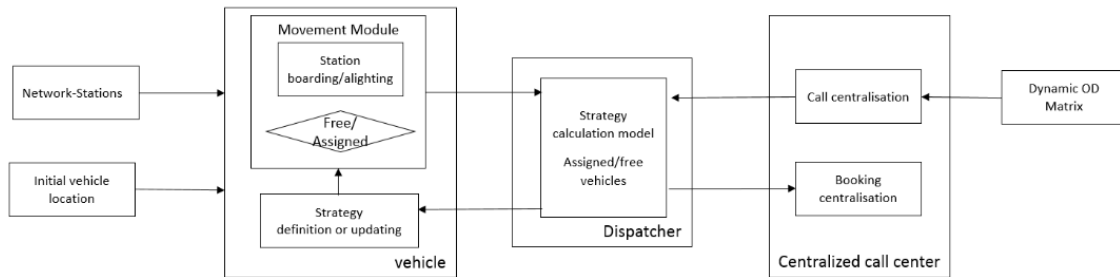 Network-Stations
Initial vehicle
location
Movement Module
Station
boarding/alighting
Free/
Assigned
Strategy
definition or updating
vehicle
Strategy
calculation model
Assigned/free
vehicles
Dispatcher
Call centralisation
Booking
centralisation
Centralized call center
Dynamic OD
Matrix